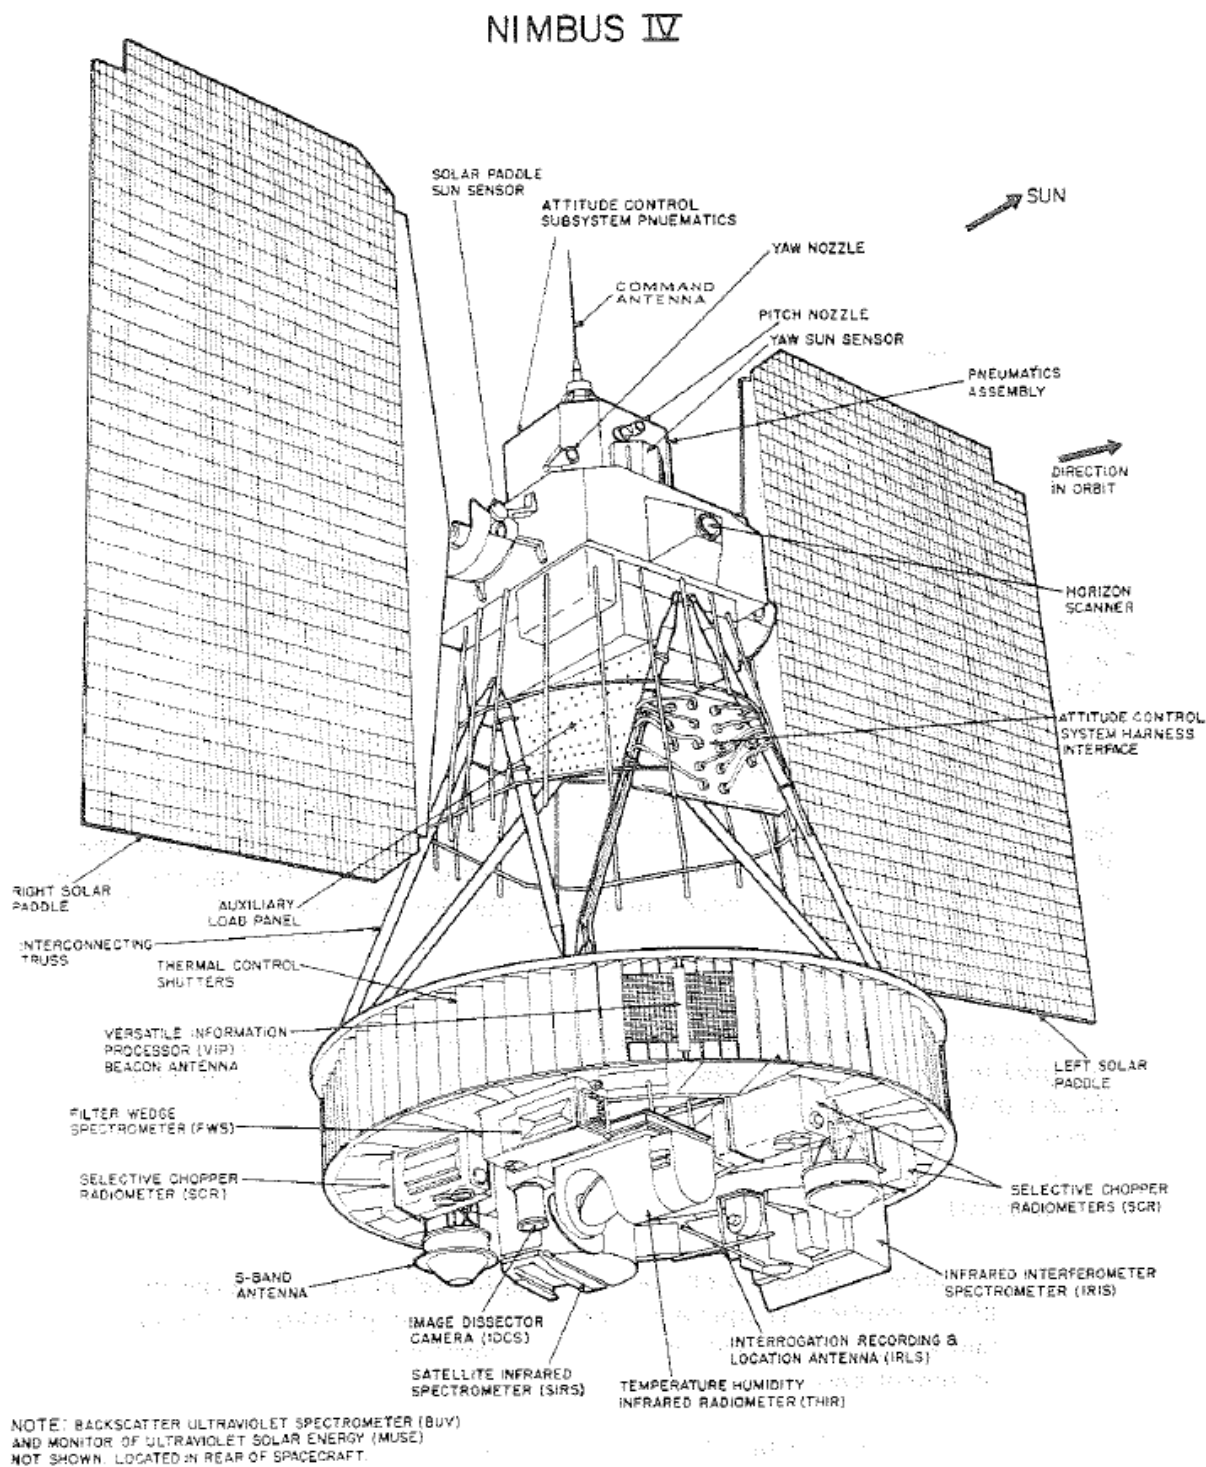 NIMBUS IV
SOLAR PADDLE
SUN SENSOR
ATTITUDE CONTROL
SUBSYSTEM PNUEMATICS
SUN
YAW NOZZLE
COMMAND
ANTENNA
PITCH NOZZLE
YAW SUN SENSOR
PNEUMATICS
ASSEMBLY
DIRECTION
IN ORBIT
HORIZON
SCANNER
ATTITUDE CONTROL
SYSTEM HARNESS
INTERFACE
RIGHT SOLAR
PADDLE
AUXILIARY
LOAD PANEL
INTERCONNECTING
TRUSS
THERMAL CONTROL
SHUTTERS
VERSATILE INFORMATION
PROCESSOR (VIP)
BEACON ANTENNA
LEFT SOLAR
PADDLE
FILTER WEDGE
SPECTROMETER (FWS)
SELECTIVE CHOPPER
RADIOMETER (SCR)
SELECTIVE CHOPPER
RADIOMETERS (SCR)
S-BAND
ANTENNA
INFRARED INTERFEROMETER
SPECTROMETER (IRIS)
IMAGE DISSECTOR
CAMERA (IDCS)
INTERROGATION RECORDING &
LOCATION ANTENNA (IRLS)
SATELLITE INFRARED
SPECTROMETER (SIRS)
TEMPERATURE HUMIDITY
INFRARED RADIOMETER (THIR)
NOTE: BACKSCATTER ULTRAVIOLET SPECTROMETER (BUV)
AND MONITOR OF ULTRAVIOLET SOLAR ENERGY (MUSE)
NOT SHOWN. LOCATED IN REAR OF SPACECRAFT.